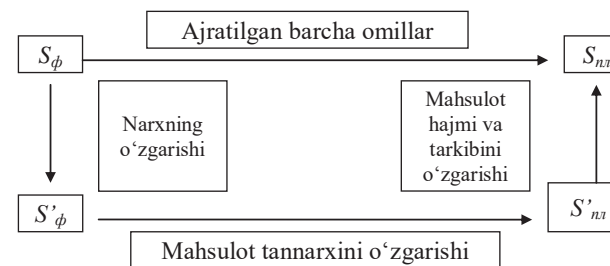 Ajratilgan barcha omillar
Sф
Sпл
Narxning
o‘zgarishi
Mahsulot
hajmi va
tarkibini
o‘zgarishi
S’ф
S’пл
Mahsulot tannarxini o‘zgarishi